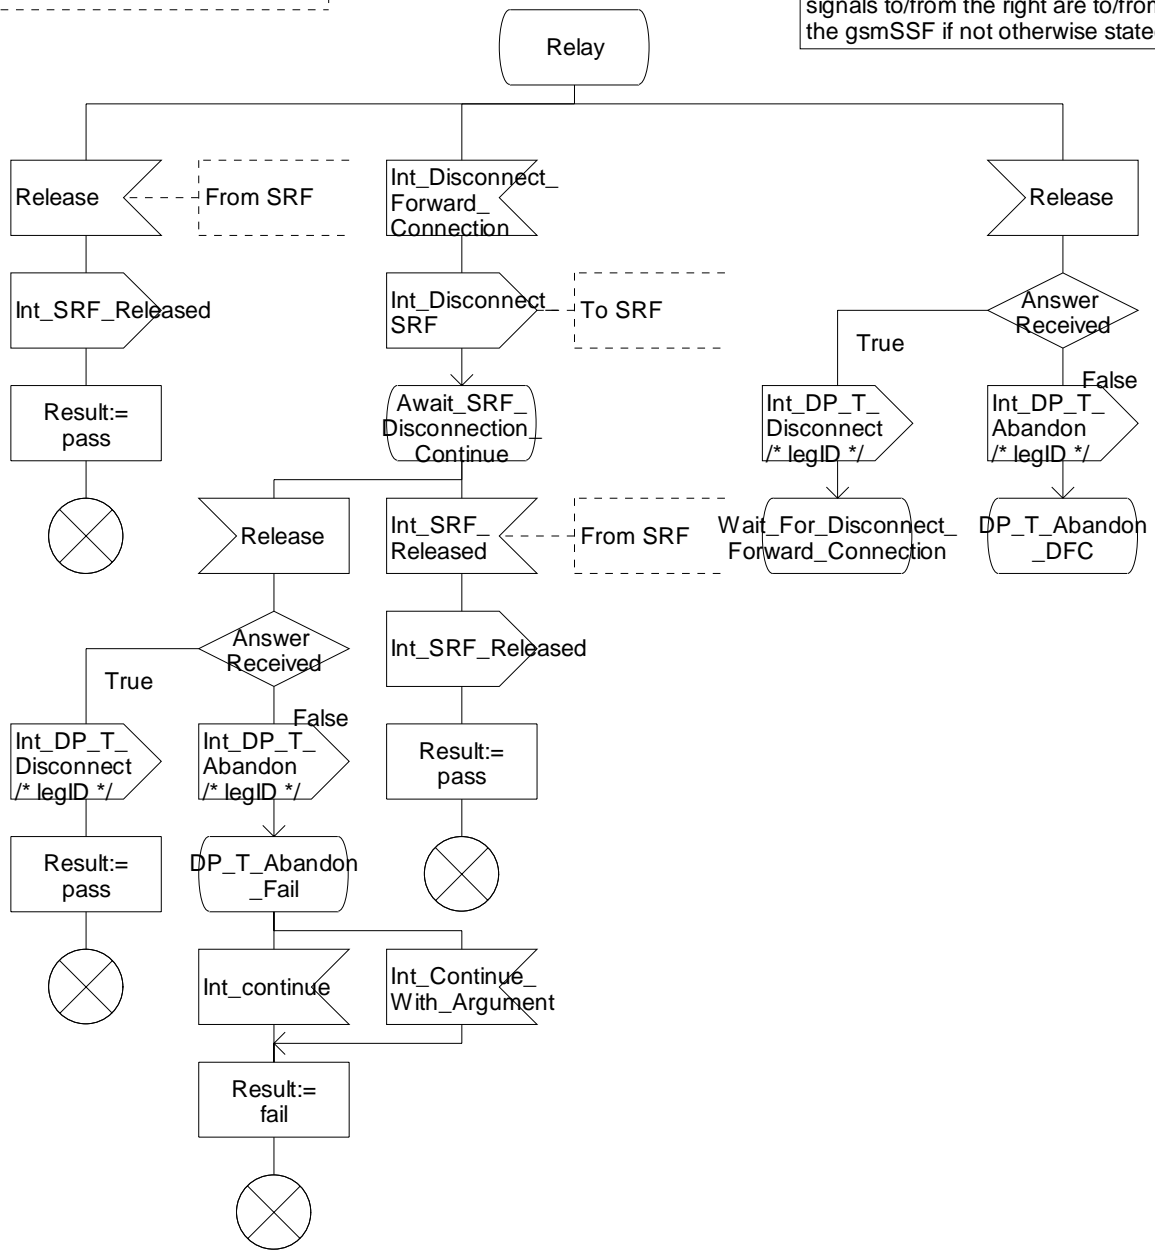 signals to/from the right are to/from
the gsmSSF if not otherwise stated
Relay
Release
From SRF
Int_Disconnect_
Forward_
Connection
Release
Int_SRF_Released
Int_Disconnect
SRF
To SRF
Answer
Received
True
False
Result:=
pass
Await_SRF_
Disconnection_
Continue
Int_DP_T_
Disconnect
/* legID */
Int_DP_T_
Abandon
/* legID */
Release
Int_SRF_
Released
From SRF
Wait_For_Disconnect_
Forward_Connection
DP_T_Abandon
_DFC
Answer
Received
Int_SRF_Released
True
False
Int_DP_T_
Disconnect
/* legID */
Int_DP_T_
Abandon
/* legID */
Result:=
pass
Result:=
pass
DP_T_Abandon
_Fail
Int_continue
Int_Continue_
With_Argument
Result:=
fail